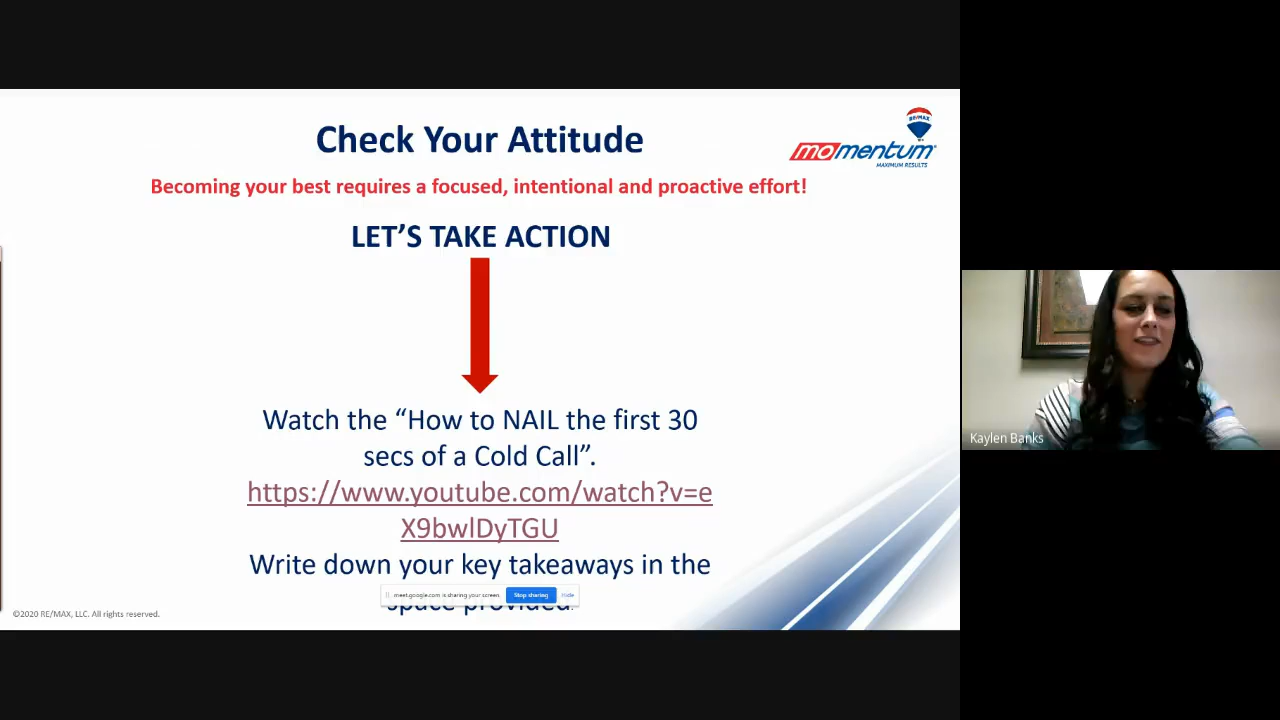 Check Your Attitude
RE/MAX
momentum®
MAXIMUM RESULTS
Becoming your best requires a focused, intentional and proactive effort!
LET’S TAKE ACTION
Watch the “How to NAIL the first 30
secs of a Cold Call”.
https://www.youtube.com/watch?v=e
X9bwlDyTGU
Write down your key takeaways in the
space provided.
meet.google.com is sharing your screen. Stop sharing Hide
©2020 RE/MAX, LLC. All rights reserved.
Kaylen Banks